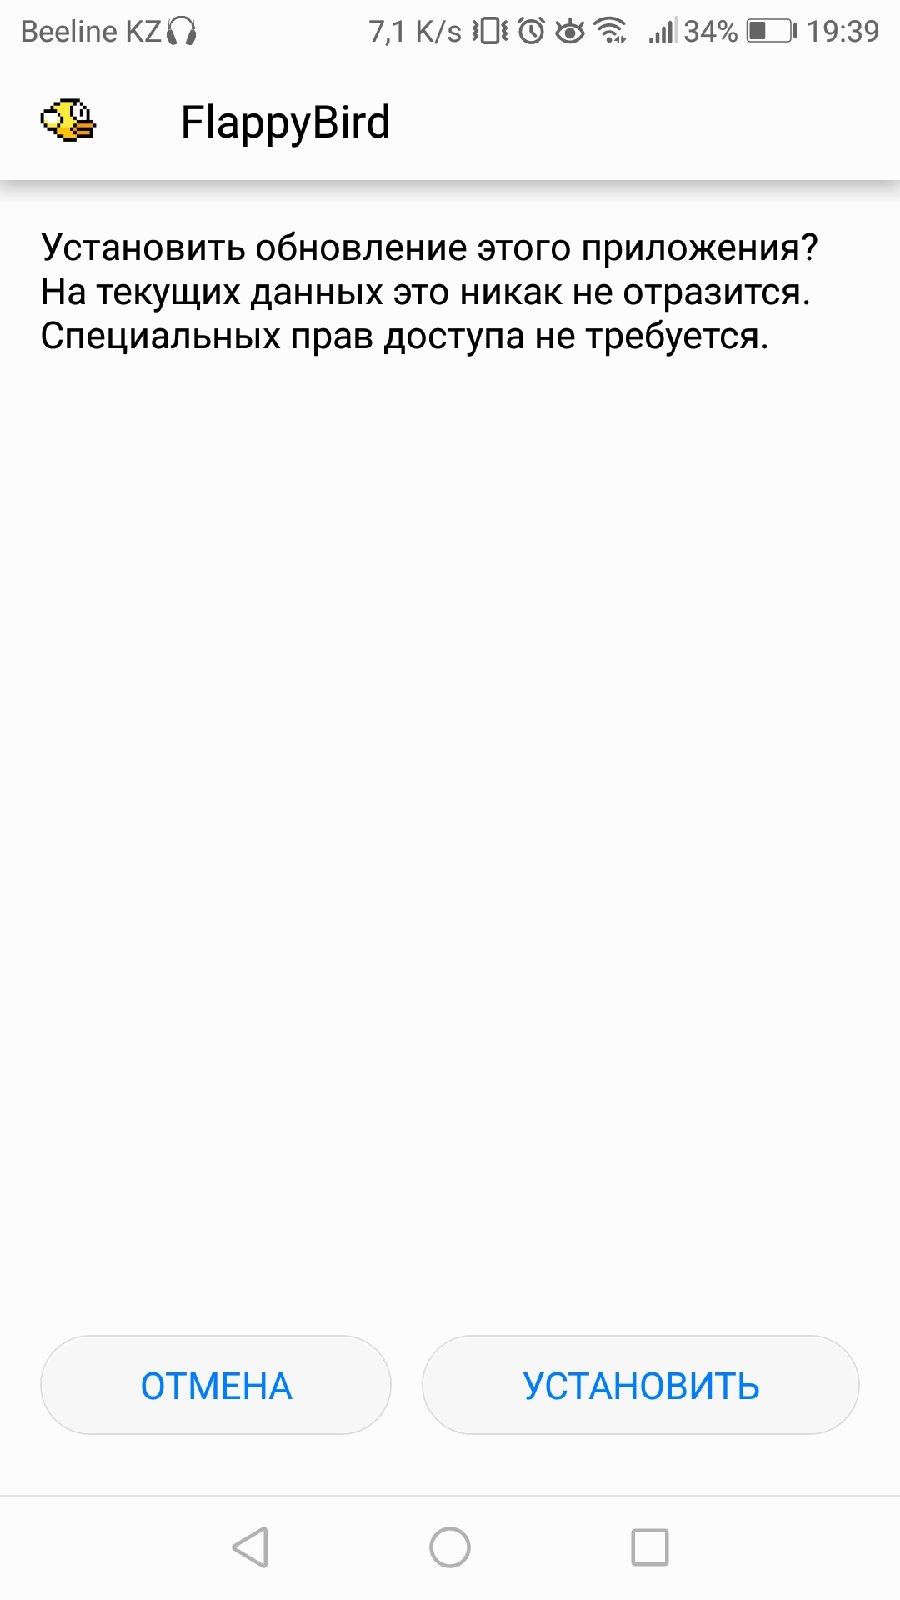 Beeline KZ 7,1 K/s 34% 19:39
FlappyBird
Установить обновление этого приложения?
На текущих данных это никак не отразится.
Специальных прав доступа не требуется.
ОТМЕНА УСТАНОВИТЬ